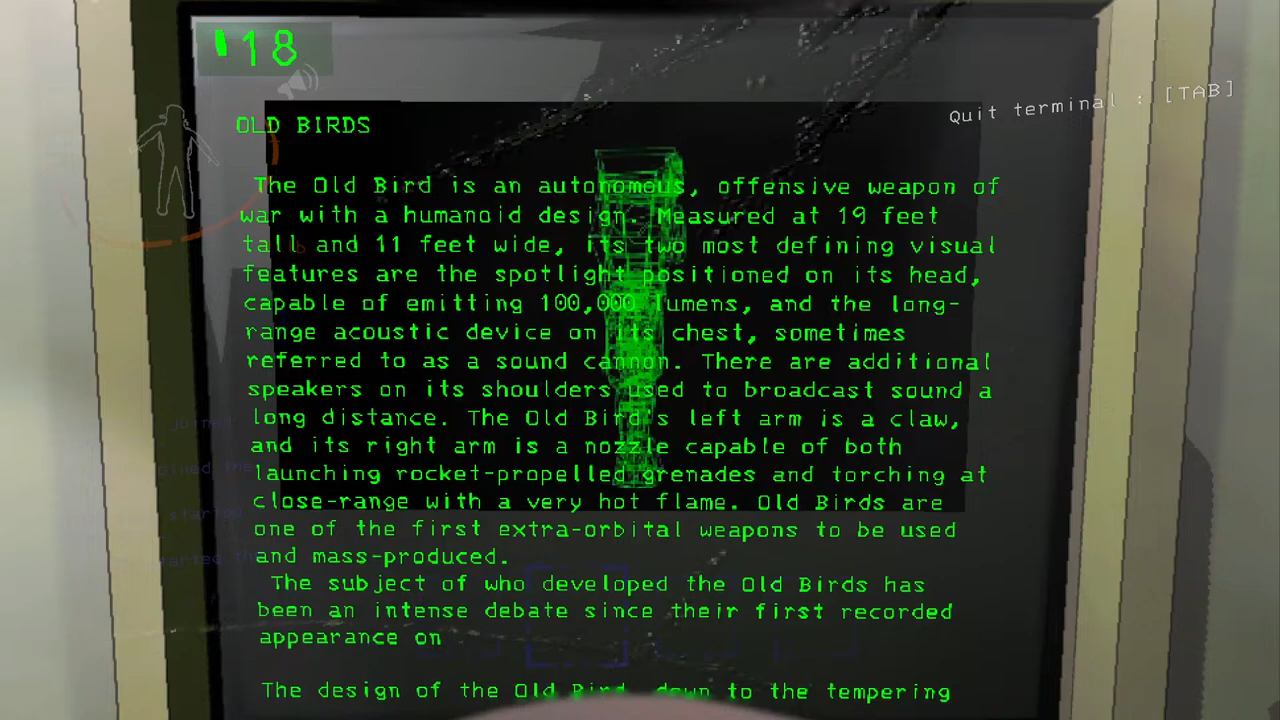 18
Quit terminal : [TAB]
OLD BIRDS
The Old Bird is an autonomous, offensive weapon of
war with a humanoid design. Measured at 19 feet
tall and 11 feet wide, its two most defining visual
features are the spotlight positioned on its head,
capable of emitting 100,000 lumens, and the long-
range acoustic device on its chest, sometimes
referred to as a sound cannon. There are additional
speakers on its shoulders used to broadcast sound a
long distance. The Old Bird's left arm is a claw,
and its right arm is a nozzle capable of both
launching rocket-propelled grenades and torching at
close-range with a very hot flame. Old Birds are
one of the first extra-orbital weapons to be used
and mass-produced.
The subject of who developed the Old Birds has
been an intense debate since their first recorded
appearance on
The design of the Old Bird, down to the tempering